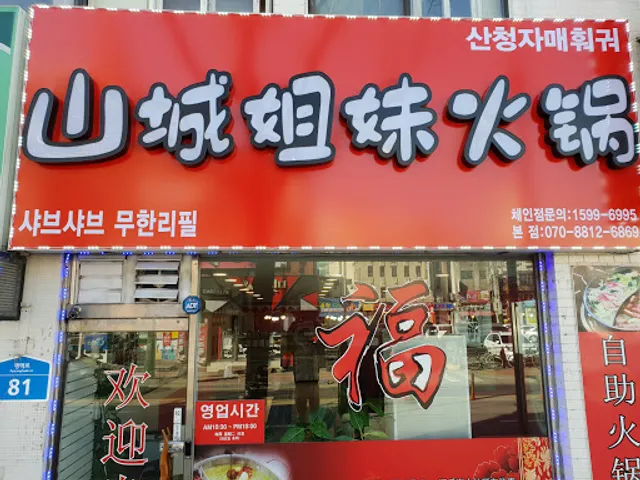 산청자매훠궈
山城姐妹火锅
샤브샤브 무한리필
체인점문의:1599-6995
본 점:070-8812-6869
福
81
영업시간
欢迎
自助火锅